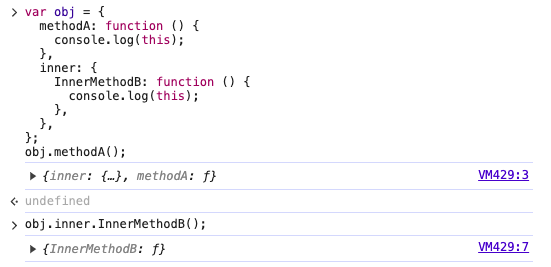 > var obj = {
    methodA: function () {
      console.log(this);
    },
    inner: {
      InnerMethodB: function () {
        console.log(this);
      },
    },
  };
  obj.methodA();
▶ {inner: {…}, methodA: ƒ} VM429:3
undefined
> obj.inner.InnerMethodB();
▶ {InnerMethodB: ƒ} VM429:7